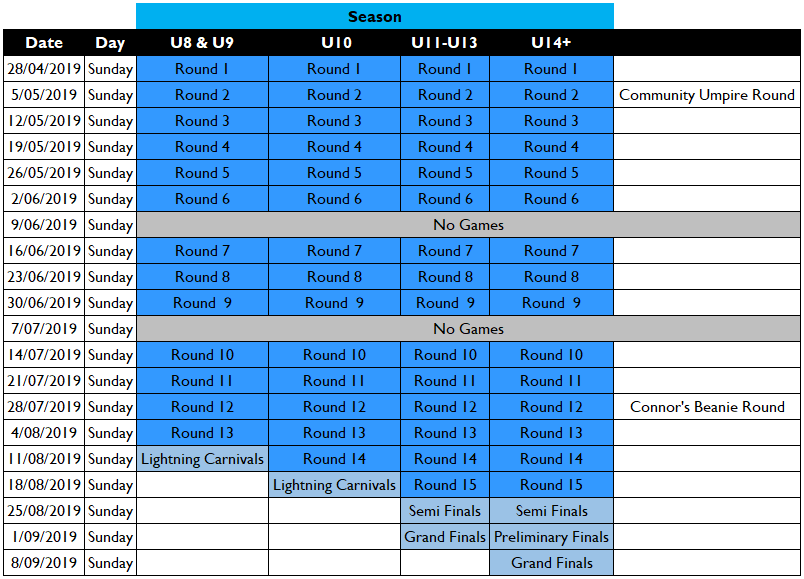 Season
Date Day U8 & U9 U10 U11-U13 U14+
28/04/2019 Sunday Round 1 Round 1 Round 1 Round 1
5/05/2019 Sunday Round 2 Round 2 Round 2 Round 2 Community Umpire Round
12/05/2019 Sunday Round 3 Round 3 Round 3 Round 3
19/05/2019 Sunday Round 4 Round 4 Round 4 Round 4
26/05/2019 Sunday Round 5 Round 5 Round 5 Round 5
2/06/2019 Sunday Round 6 Round 6 Round 6 Round 6
9/06/2019 Sunday No Games
16/06/2019 Sunday Round 7 Round 7 Round 7 Round 7
23/06/2019 Sunday Round 8 Round 8 Round 8 Round 8
30/06/2019 Sunday Round 9 Round 9 Round 9 Round 9
7/07/2019 Sunday No Games
14/07/2019 Sunday Round 10 Round 10 Round 10 Round 10
21/07/2019 Sunday Round 11 Round 11 Round 11 Round 11
28/07/2019 Sunday Round 12 Round 12 Round 12 Round 12 Connor's Beanie Round
4/08/2019 Sunday Round 13 Round 13 Round 13 Round 13
11/08/2019 Sunday Lightning Carnivals Round 14 Round 14 Round 14
18/08/2019 Sunday Lightning Carnivals Round 15 Round 15
25/08/2019 Sunday Semi Finals Semi Finals
1/09/2019 Sunday Grand Finals Preliminary Finals
8/09/2019 Sunday Grand Finals